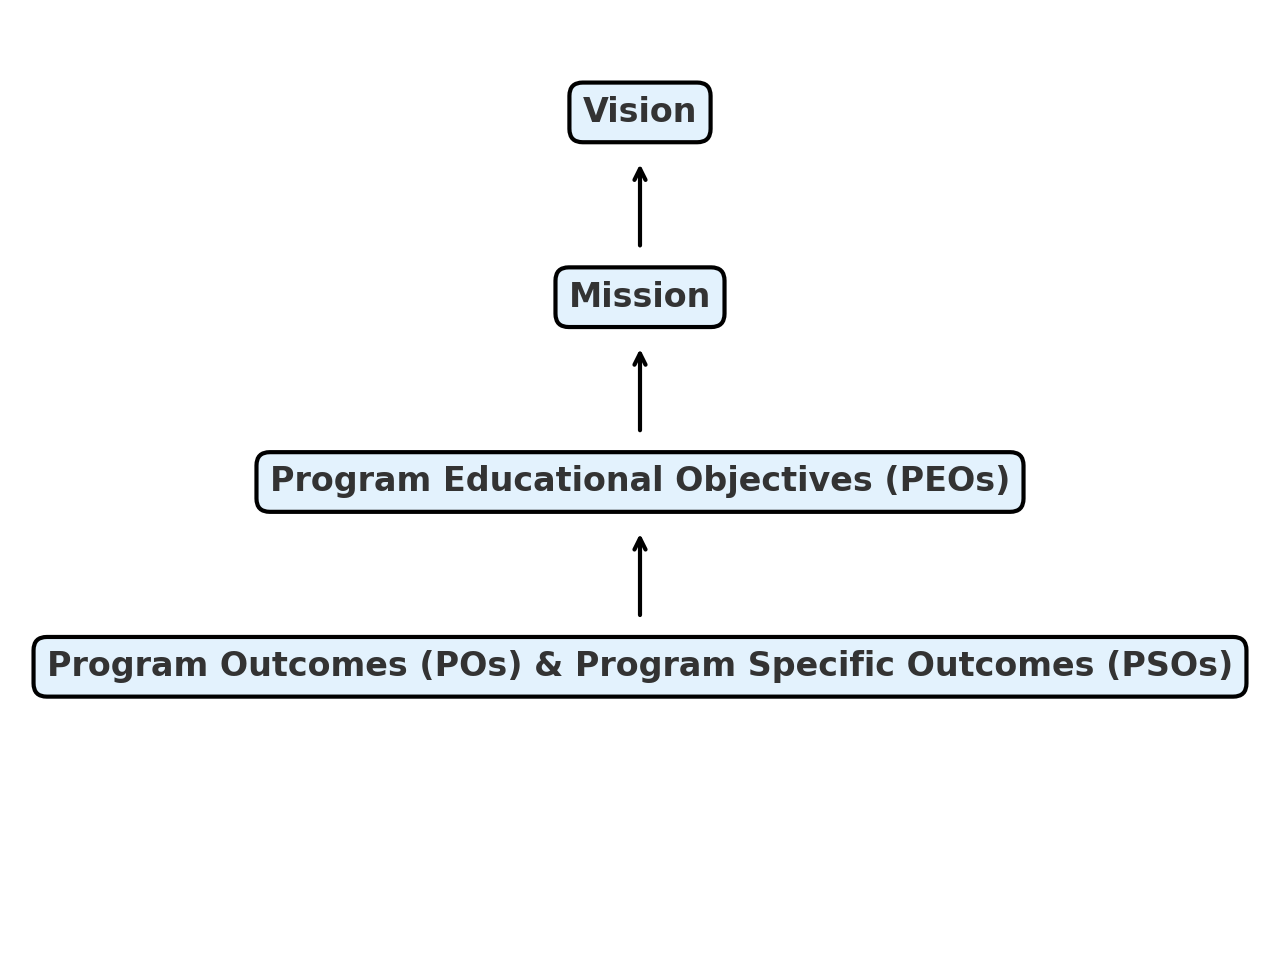 Vision
Mission
Program Educational Objectives (PEOs)
Program Outcomes (POs) & Program Specific Outcomes (PSOs)